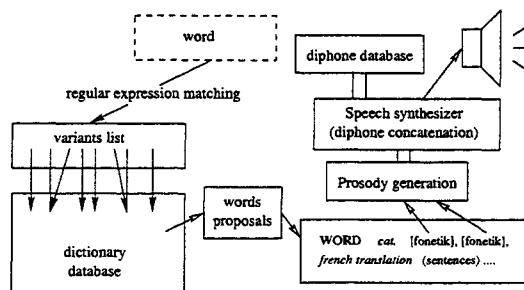 word
regular expression matching
variants list
dictionary
database
words
proposals
diphone database
Speech synthesizer
(diphone concatenation)
Prosody generation
WORD cat. [fonetik], [fonetik],
french translation (sentences) ....